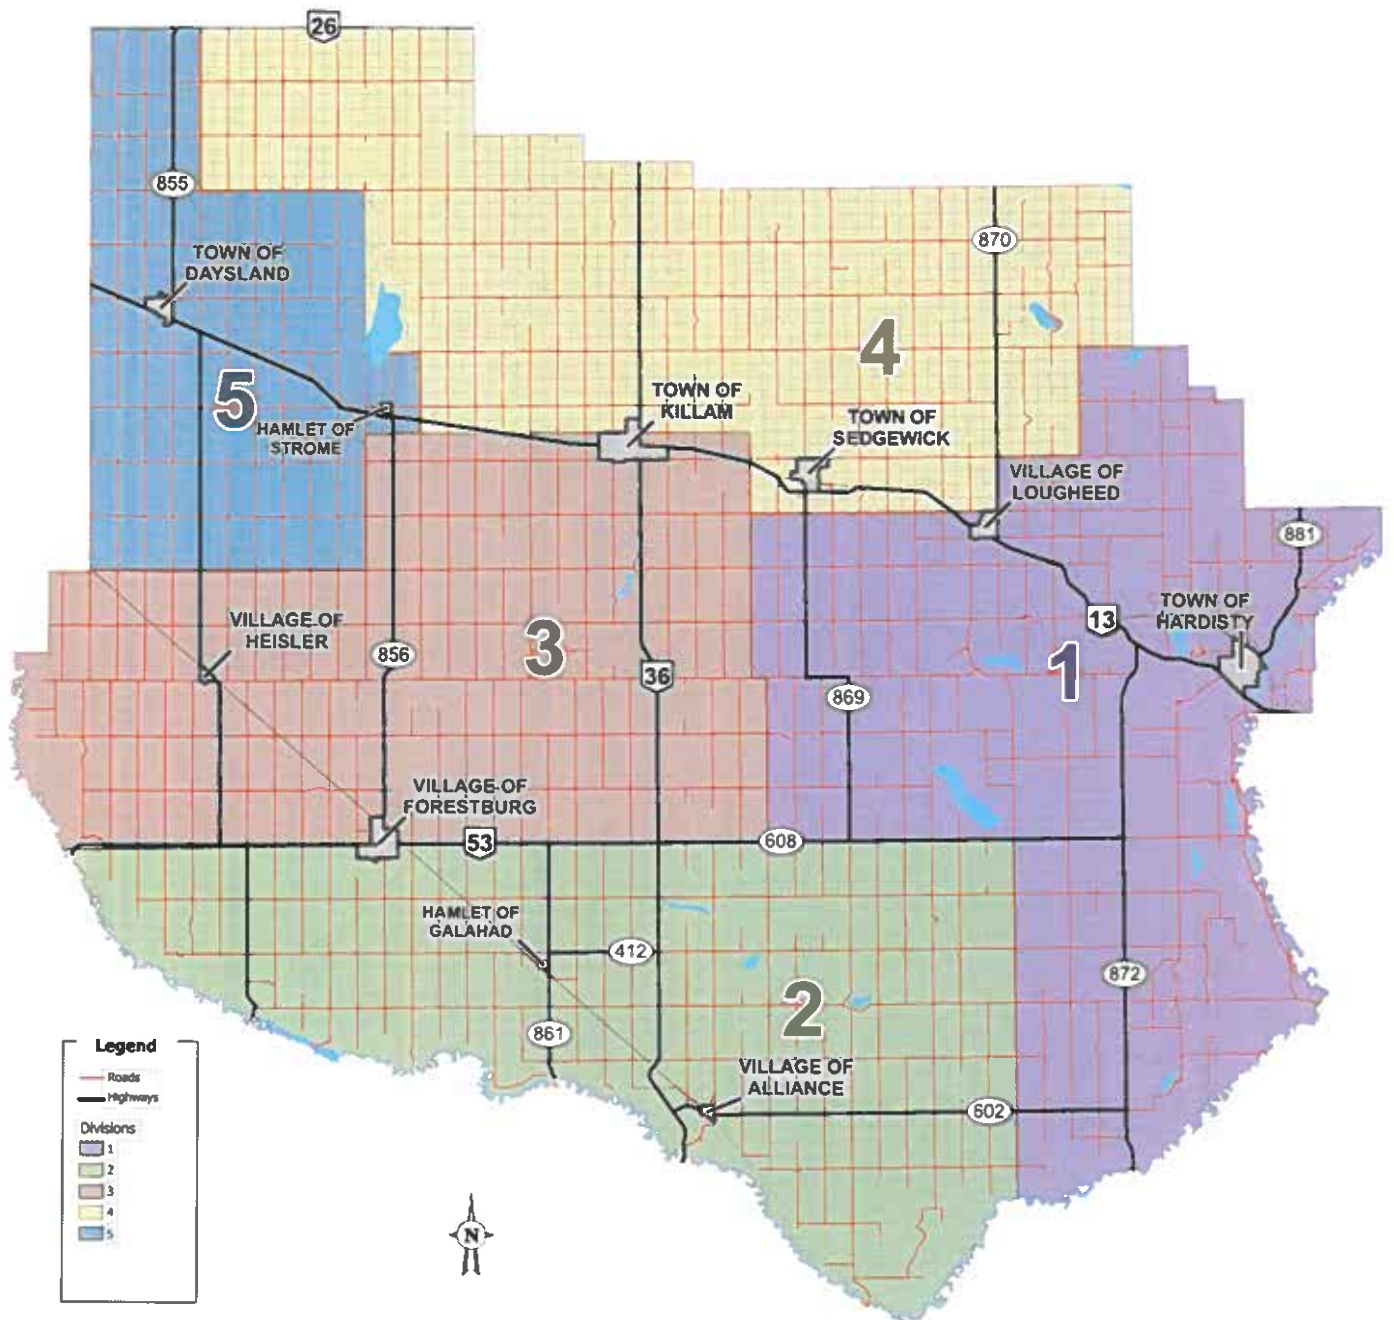 26
855
TOWN OF
DAYSLAND
870
4
5
TOWN OF
KILLAM
HAMLET OF
STROME
TOWN OF
SEDGEWICK
VILLAGE OF
LOUGHEED
881
VILLAGE OF
HEISLER
13
TOWN OF
HARDISTY
856
3
36
1
869
VILLAGE OF
FORESTBURG
53
608
HAMLET OF
GALAHAD
412
872
2
861
VILLAGE OF
ALLIANCE
602
Legend
Roads
Highways
Divisions
1
2
3
4
5
N